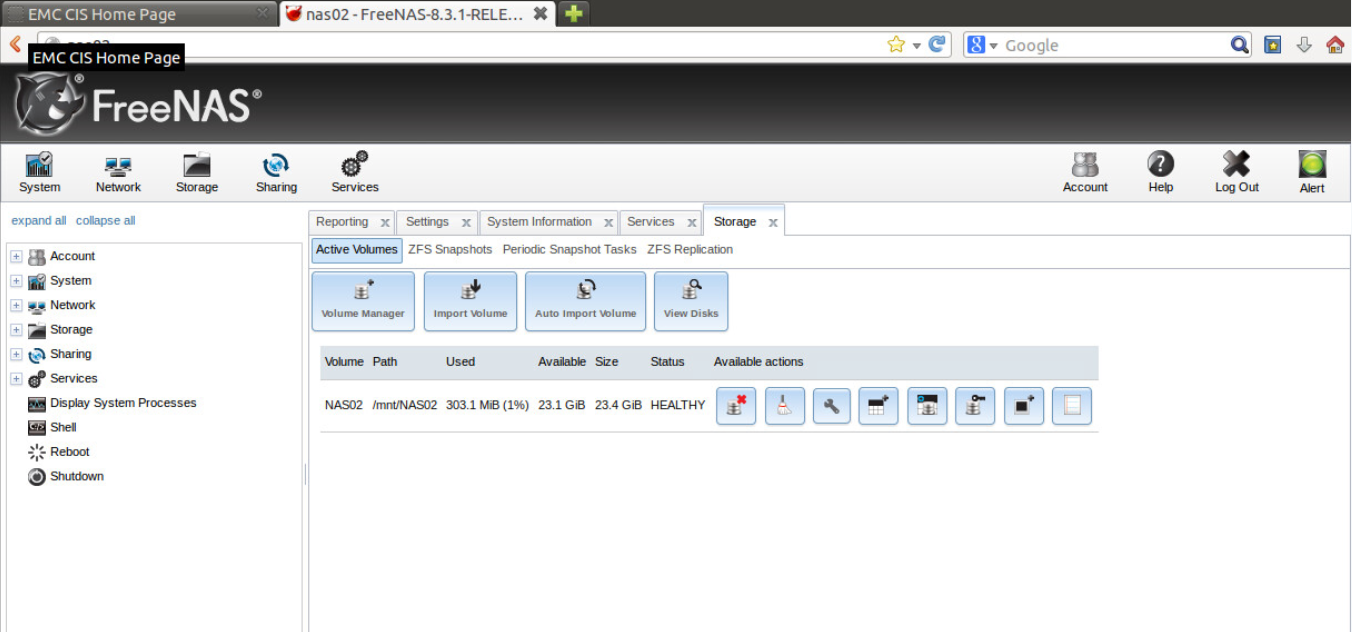 EMC CIS Home Page
nas02 - FreeNAS-8.3.1-RELE...
Google
EMC CIS Home Page
FreeNAS®
System Network Storage Sharing Services Account Help Log Out Alert
expand all collapse all
Reporting Settings System Information Services Storage
Active Volumes ZFS Snapshots Periodic Snapshot Tasks ZFS Replication
Account
System
Network
Storage
Sharing
Services
Display System Processes
Shell
Reboot
Shutdown
Volume Manager Import Volume Auto Import Volume View Disks
Volume Path Used Available Size Status Available actions
NAS02 /mnt/NAS02 303.1 MiB (1%) 23.1 GiB 23.4 GiB HEALTHY